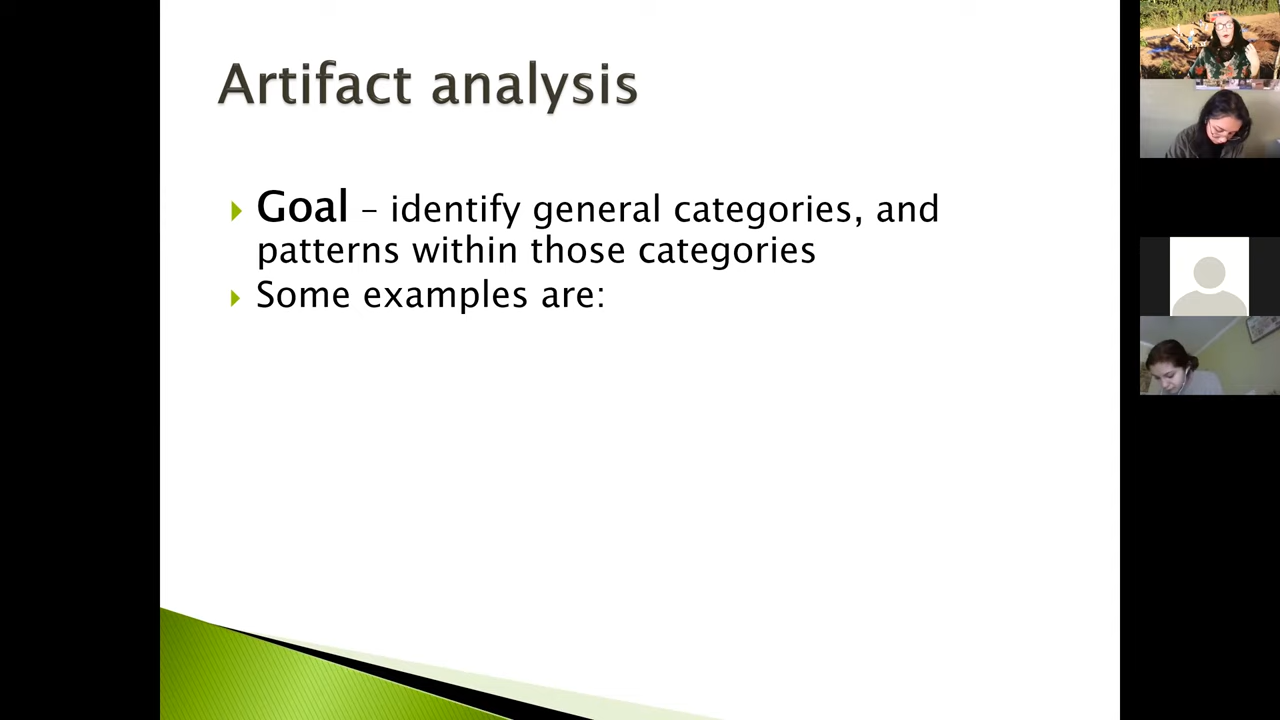 Artifact analysis
Goal – identify general categories, and
patterns within those categories
Some examples are: